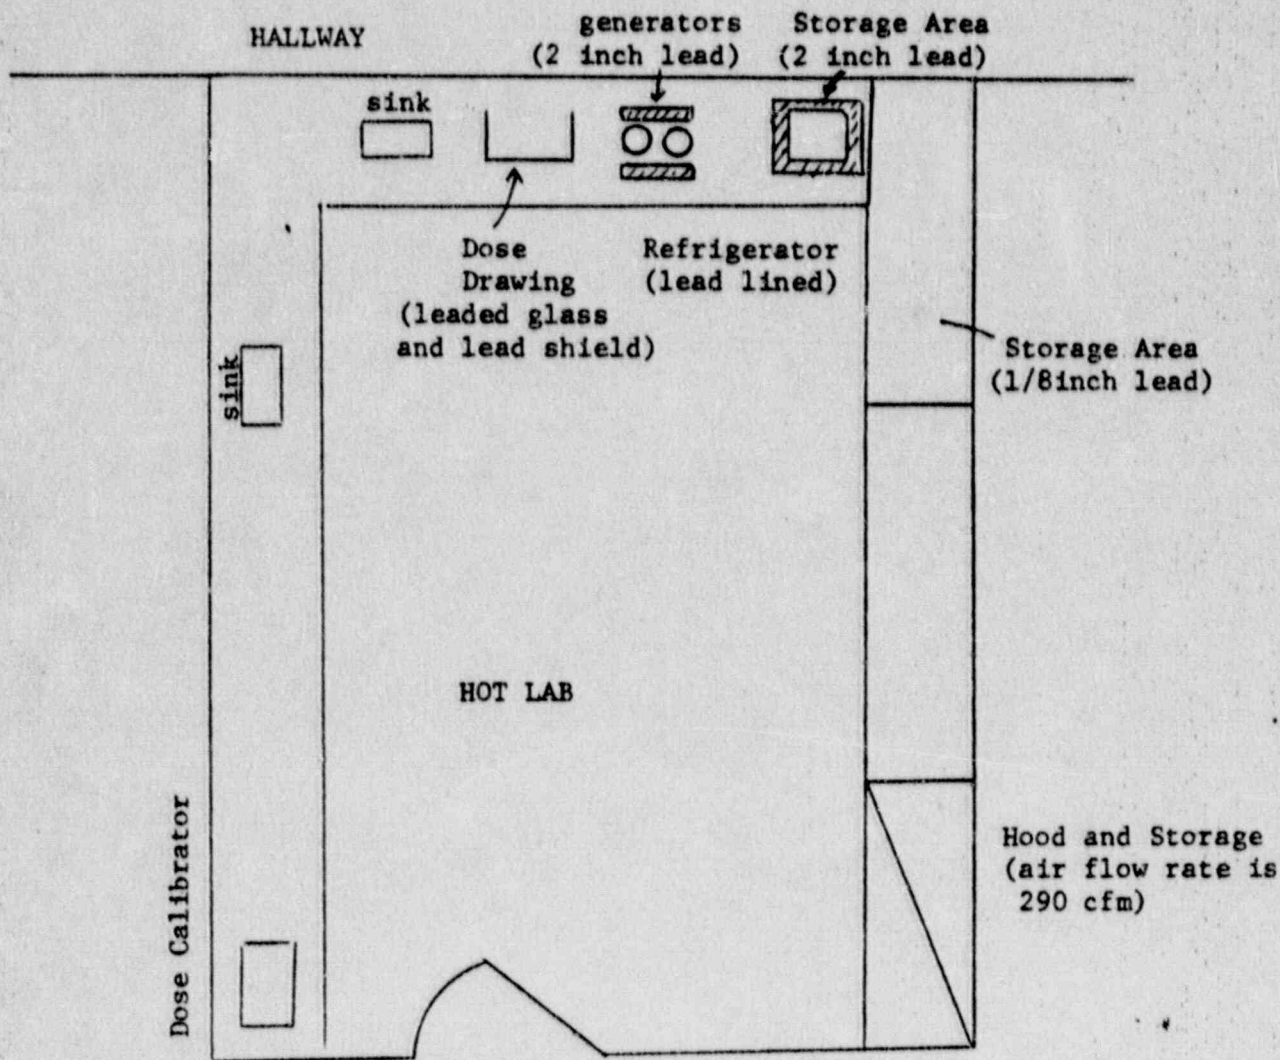 HALLWAY
generators
(2 inch lead)
Storage Area
(2 inch lead)
sink
Dose
Drawing
(leaded glass
and lead shield)
Refrigerator
(lead lined)
Storage Area
(1/8inch lead)
sink
HOT LAB
Dose Calibrator
Hood and Storage
(air flow rate is
290 cfm)